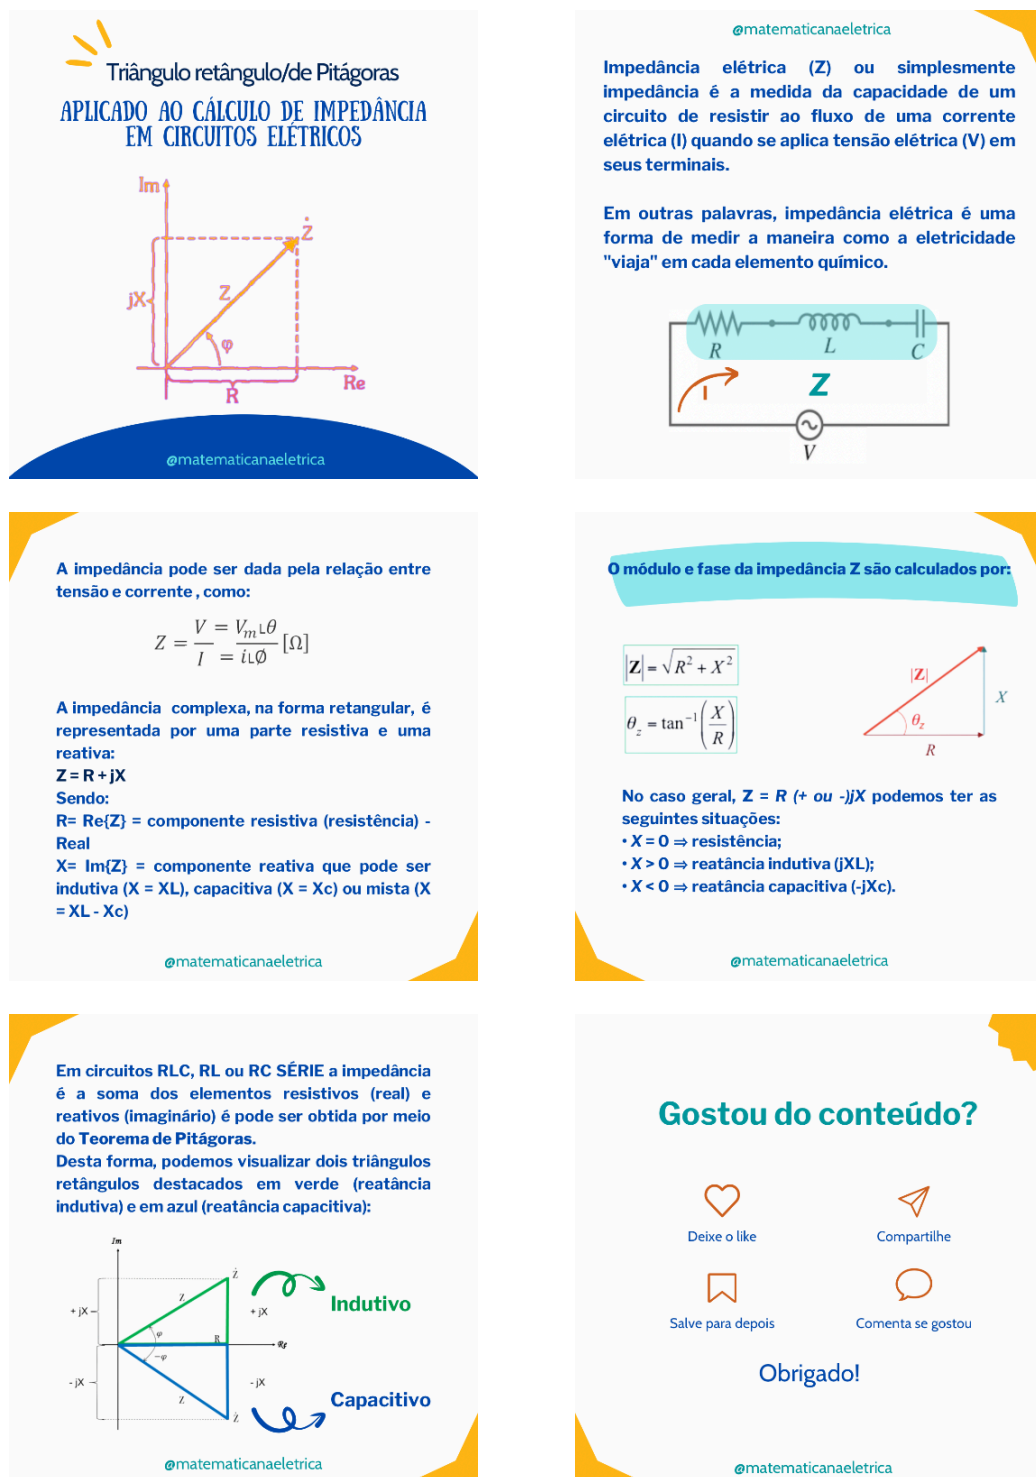 Triângulo retângulo/de Pitágoras
APLICADO AO CÁLCULO DE IMPEDÂNCIA
EM CIRCUITOS ELÉTRICOS
Im
Ż
jX
Z
φ
Re
R
@matematicanaeletrica
@matematicanaeletrica
Impedância elétrica (Z) ou simplesmente
impedância é a medida da capacidade de um
circuito de resistir ao fluxo de uma corrente
elétrica (I) quando se aplica tensão elétrica (V) em
seus terminais.
Em outras palavras, impedância elétrica é uma
forma de medir a maneira como a eletricidade
"viaja" em cada elemento químico.
R
L
C
I
Z
V
A impedância pode ser dada pela relação entre
tensão e corrente , como:
Z = V/I = = V_m∟θ/i∟Ø [Ω]
A impedância complexa, na forma retangular, é
representada por uma parte resistiva e uma
reativa:
Z = R + jX
Sendo:
R= Re{Z} = componente resistiva (resistência) -
Real
X= Im{Z} = componente reativa que pode ser
indutiva (X = XL), capacitiva (X = Xc) ou mista (X
= XL - Xc)
@matematicanaeletrica
O módulo e fase da impedância Z são calculados por:
|Z| = √R² + X²
θz = tan⁻¹(X/R)
|Z|
X
θz
R
No caso geral, Z = R (+ ou -)jX podemos ter as
seguintes situações:
• X = 0 ⇒ resistência;
• X > 0 ⇒ reatância indutiva (jXL);
• X < 0 ⇒ reatância capacitiva (-jXc).
@matematicanaeletrica
Em circuitos RLC, RL ou RC SÉRIE a impedância
é a soma dos elementos resistivos (real) e
reativos (imaginário) é pode ser obtida por meio
do Teorema de Pitágoras.
Desta forma, podemos visualizar dois triângulos
retângulos destacados em verde (reatância
indutiva) e em azul (reatância capacitiva):
Im
Ż
Z
+ jX
+ jX
Indutivo
φ
R
Re
-φ
- jX
- jX
Z
Ż
Capacitivo
@matematicanaeletrica
Gostou do conteúdo?
Deixe o like
Compartilhe
Salve para depois
Comenta se gostou
Obrigado!
@matematicanaeletrica